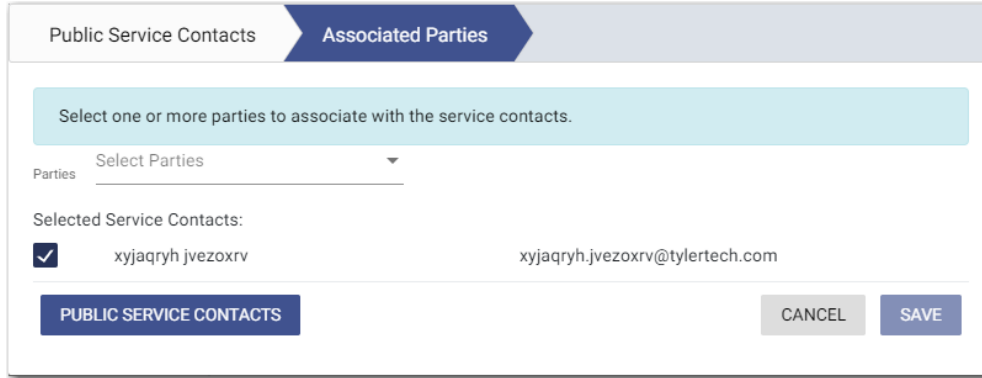 Public Service Contacts Associated Parties
Select one or more parties to associate with the service contacts.
Parties Select Parties
Selected Service Contacts:
xyjaqryh jvezoxrv xyjaqryh.jvezoxrv@tylertech.com
PUBLIC SERVICE CONTACTS CANCEL SAVE